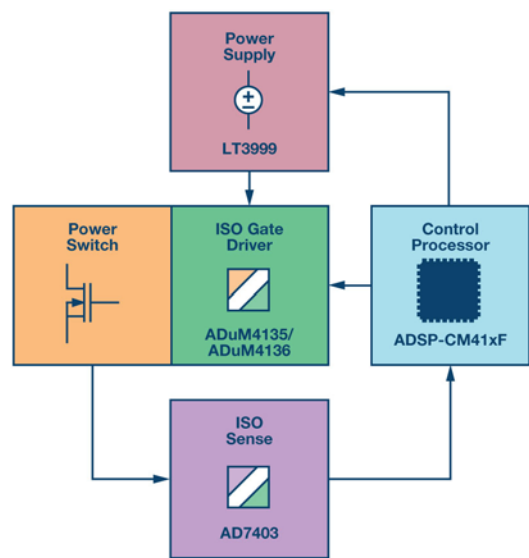 Power
Supply
LT3999
Power
Switch
ISO Gate
Driver
ADuM4135/
ADuM4136
Control
Processor
ADSP-CM41xF
ISO
Sense
AD7403